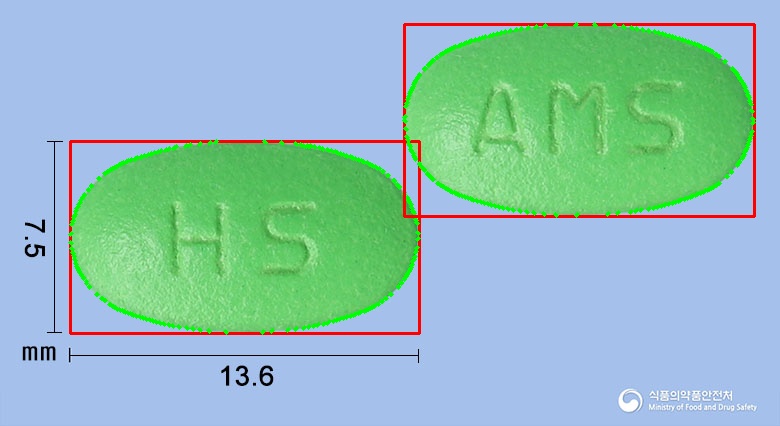 AMS
HS
7.5
mm
13.6
식품의약품안전처
Ministry of Food and Drug Safety